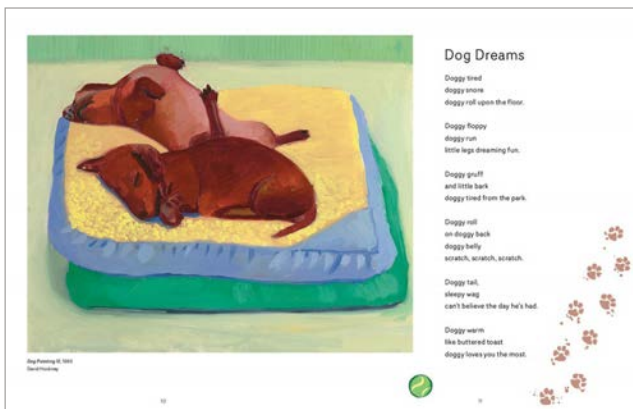 Dog Dreams
Doggy tired
doggy snore
doggy roll upon the floor.
Doggy floppy
doggy run
little legs dreaming fun.
Doggy gruff
and little bark
doggy tired from the park.
Doggy roll
on doggy back
doggy belly
scratch, scratch, scratch.
Doggy tail,
sleepy wag
can't believe the day he's had.
Doggy warm
like buttered toast
doggy loves you the most.
Dog Painting
David Hockney